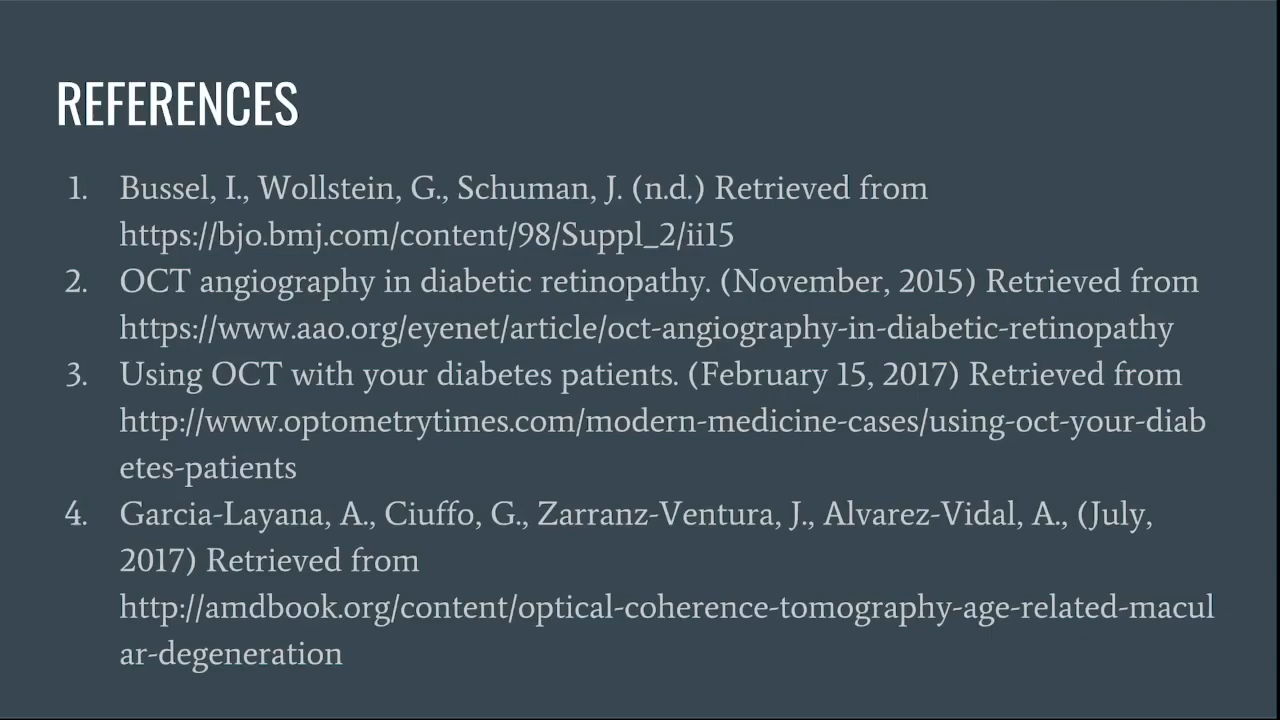 REFERENCES
1. Bussel, I., Wollstein, G., Schuman, J. (n.d.) Retrieved from
https://bjo.bmj.com/content/98/Suppl_2/ii15
2. OCT angiography in diabetic retinopathy. (November, 2015) Retrieved from
https://www.aao.org/eyenet/article/oct-angiography-in-diabetic-retinopathy
3. Using OCT with your diabetes patients. (February 15, 2017) Retrieved from
http://www.optometrytimes.com/modern-medicine-cases/using-oct-your-diab
etes-patients
4. Garcia-Layana, A., Ciuffo, G., Zarranz-Ventura, J., Alvarez-Vidal, A., (July,
2017) Retrieved from
http://amdbook.org/content/optical-coherence-tomography-age-related-macul
ar-degeneration